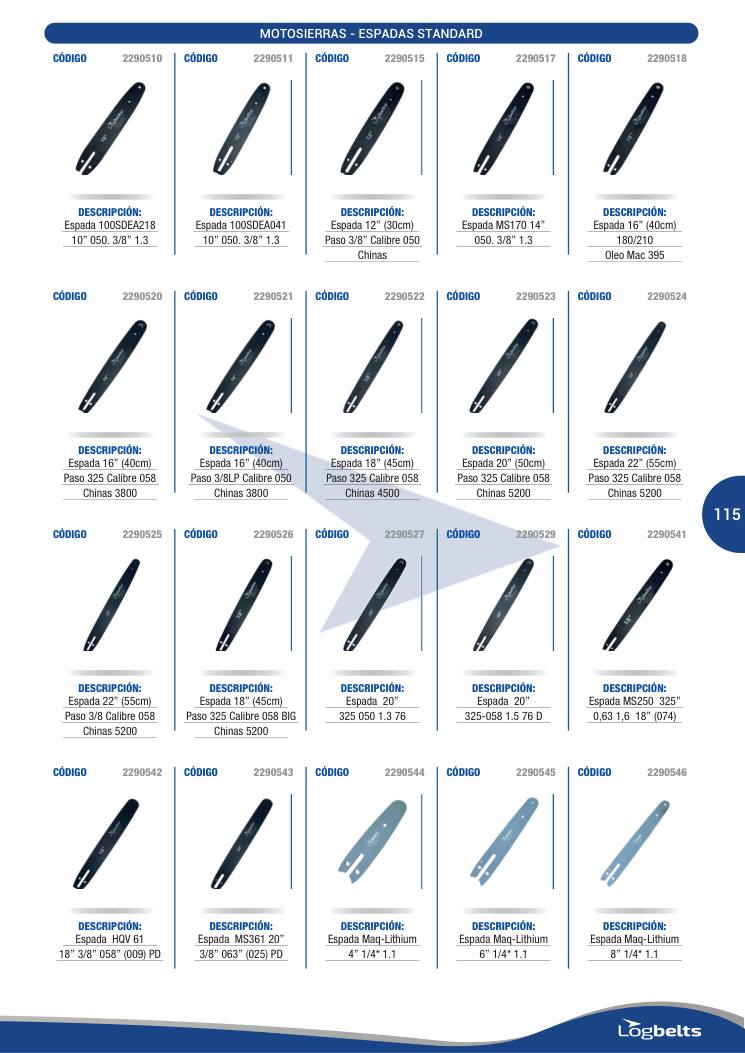 MOTOSIERRAS - ESPADAS STANDARD
CÓDIGO 2290510
DESCRIPCIÓN:
Espada 100SDEA218
10” 050. 3/8” 1.3
CÓDIGO 2290511
DESCRIPCIÓN:
Espada 100SDEA041
10” 050. 3/8” 1.3
CÓDIGO 2290515
DESCRIPCIÓN:
Espada 12” (30cm)
Paso 3/8” Calibre 050
Chinas
CÓDIGO 2290517
DESCRIPCIÓN:
Espada MS170 14”
050. 3/8” 1.3
CÓDIGO 2290518
DESCRIPCIÓN:
Espada 16” (40cm)
180/210
Oleo Mac 395
CÓDIGO 2290520
DESCRIPCIÓN:
Espada 16” (40cm)
Paso 325 Calibre 058
Chinas 3800
CÓDIGO 2290521
DESCRIPCIÓN:
Espada 16” (40cm)
Paso 3/8LP Calibre 050
Chinas 3800
CÓDIGO 2290522
DESCRIPCIÓN:
Espada 18” (45cm)
Paso 325 Calibre 058
Chinas 4500
CÓDIGO 2290523
DESCRIPCIÓN:
Espada 20” (50cm)
Paso 325 Calibre 058
Chinas 5200
CÓDIGO 2290524
DESCRIPCIÓN:
Espada 22” (55cm)
Paso 325 Calibre 058
Chinas 5200
115
CÓDIGO 2290525
DESCRIPCIÓN:
Espada 22” (55cm)
Paso 3/8 Calibre 058
Chinas 5200
CÓDIGO 2290526
DESCRIPCIÓN:
Espada 18” (45cm)
Paso 325 Calibre 058 BIG
Chinas 5200
CÓDIGO 2290527
DESCRIPCIÓN:
Espada 20”
325 050 1.3 76
CÓDIGO 2290529
DESCRIPCIÓN:
Espada 20”
325-058 1.5 76 D
CÓDIGO 2290541
DESCRIPCIÓN:
Espada MS250 325”
0,63 1,6 18” (074)
CÓDIGO 2290542
DESCRIPCIÓN:
Espada HQV 61
18” 3/8” 058” (009) PD
CÓDIGO 2290543
DESCRIPCIÓN:
Espada MS361 20”
3/8” 063” (025) PD
CÓDIGO 2290544
DESCRIPCIÓN:
Espada Maq-Lithium
4” 1/4* 1.1
CÓDIGO 2290545
DESCRIPCIÓN:
Espada Maq-Lithium
6” 1/4* 1.1
CÓDIGO 2290546
DESCRIPCIÓN:
Espada Maq-Lithium
8” 1/4* 1.1
Logbelts